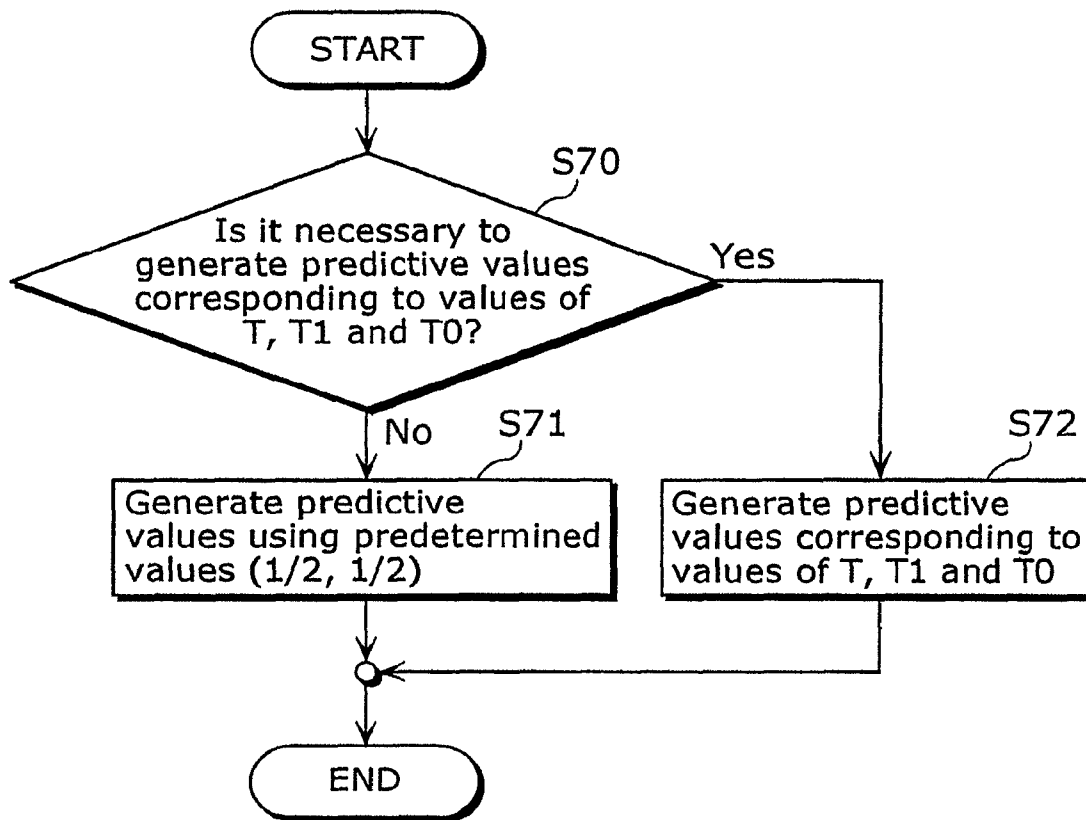 START
S70
Is it necessary to
generate predictive values
corresponding to values of
T, T1 and T0?
Yes
No
S71
Generate predictive
values using predetermined
values (1/2, 1/2)
S72
Generate predictive
values corresponding to
values of T, T1 and T0
END